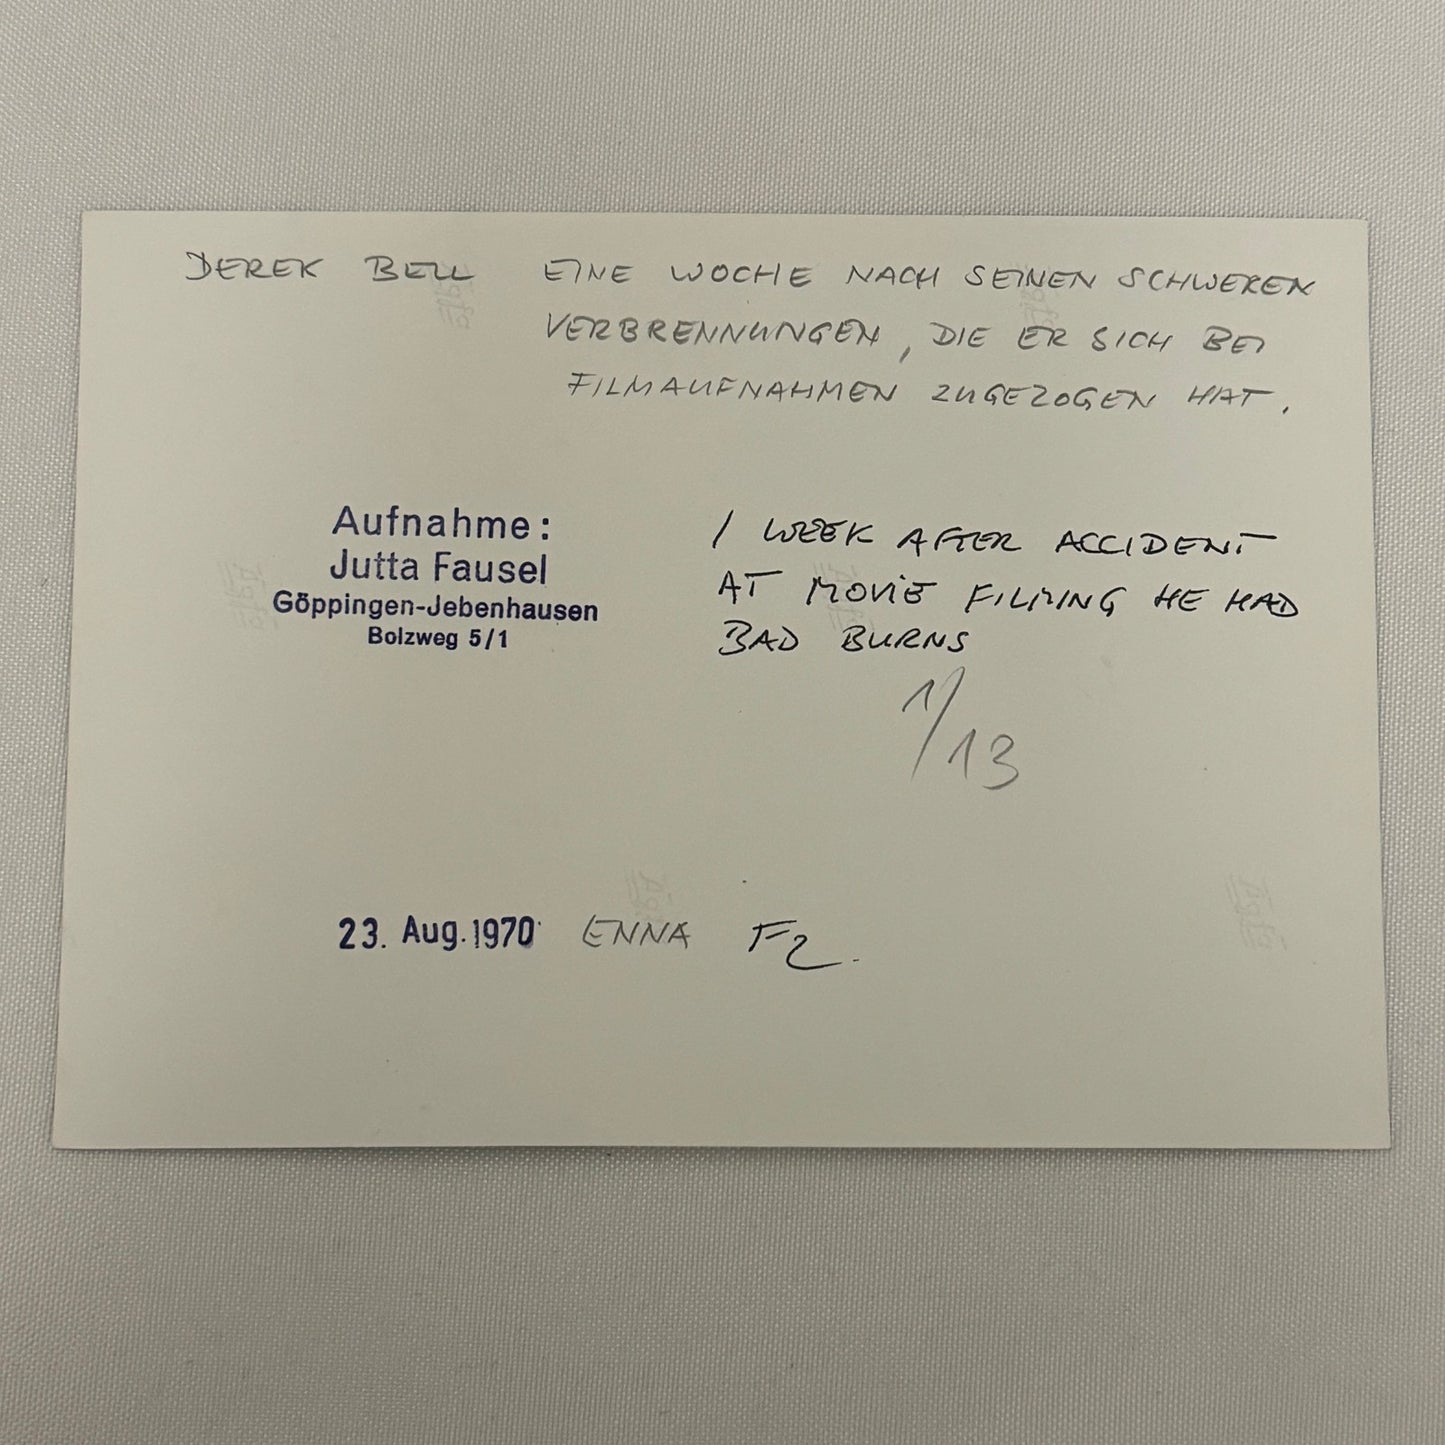 DEREK BELL EINE WOCHE NACH SEINEN SCHWEREN
VERBRENNUNGEN, DIE ER SICH BEI
FILMAUFNAHMEN ZUGEZOGEN HAT.
Aufnahme:
Jutta Fausel
Göppingen-Jebenhausen
Bolzweg 5/1
1 WEEK AFTER ACCIDENT
AT MOVIE FILMING HE HAD
BAD BURNS
1/13
23. Aug. 1970 ENNA F2.